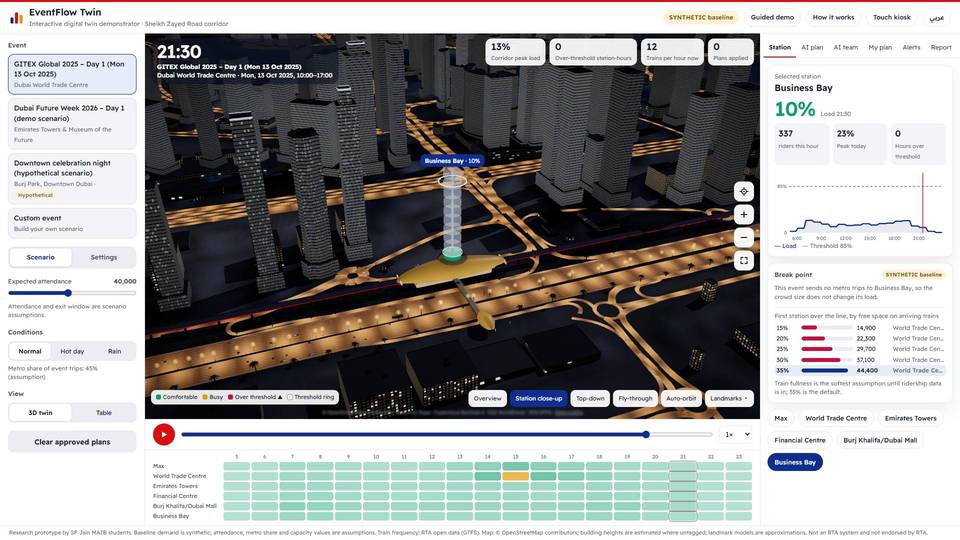 EventFlow Twin
Interactive digital twin demonstrator · Sheikh Zayed Road corridor
SYNTHETIC baseline
Guided demo
How it works
Touch kiosk
عربي
Event
GITEX Global 2025 – Day 1 (Mon
13 Oct 2025)
Dubai World Trade Centre
Dubai Future Week 2026 – Day 1
(demo scenario)
Emirates Towers & Museum of the
Future
Downtown celebration night
(hypothetical scenario)
Burj Park, Downtown Dubai ·
Hypothetical
Custom event
Build your own scenario
Scenario
Settings
Expected attendance 40,000
Attendance and exit window are scenario
assumptions.
Conditions
Normal
Hot day
Rain
Metro share of event trips: 45%
(assumption)
View
3D twin
Table
Clear approved plans
21:30
GITEX Global 2025 – Day 1 (Mon 13 Oct 2025)
Dubai World Trade Centre · Mon, 13 Oct 2025, 10:00–17:00
13%
Corridor peak load
0
Over-threshold station-hours
12
Trains per hour now
0
Plans applied
Business Bay · 10%
+
−
Comfortable
Busy
Over threshold ▲
Threshold ring
Overview
Station close-up
Top-down
Fly-through
Auto-orbit
Landmarks
1×
5 6 7 8 9 10 11 12 13 14 15 16 17 18 19 20 21 22 23
Max
World Trade Centre
Emirates Towers
Financial Centre
Burj Khalifa/Dubai Mall
Business Bay
Station
AI plan
AI team
My plan
Alerts
Report
Selected station
Business Bay
10% Load 21:30
337
riders this hour
23%
Peak today
0
Hours over
threshold
85%
0
6:00 9:00 12:00 15:00 18:00 21:00
— Load
Threshold 85%
Break point
SYNTHETIC baseline
This event sends no metro trips to Business Bay, so the
crowd size does not change its load.
First station over the line, by free space on arriving trains
15% 14,900 World Trade Cen...
20% 22,300 World Trade Cen...
25% 29,700 World Trade Cen...
30% 37,100 World Trade Cen...
35% 44,400 World Trade Ce...
Train fullness is the softest assumption until ridership data
is in; 35% is the default.
Max
World Trade Centre
Emirates Towers
Financial Centre
Burj Khalifa/Dubai Mall
Business Bay
Research prototype by SP Jain MAIB students. Baseline demand is synthetic; attendance, metro share and capacity values are assumptions. Train frequency: RTA open data (GTFS). Map: © OpenStreetMap contributors; building heights are estimated where untagged; landmark models are approximations. Not an RTA system and not endorsed by RTA.